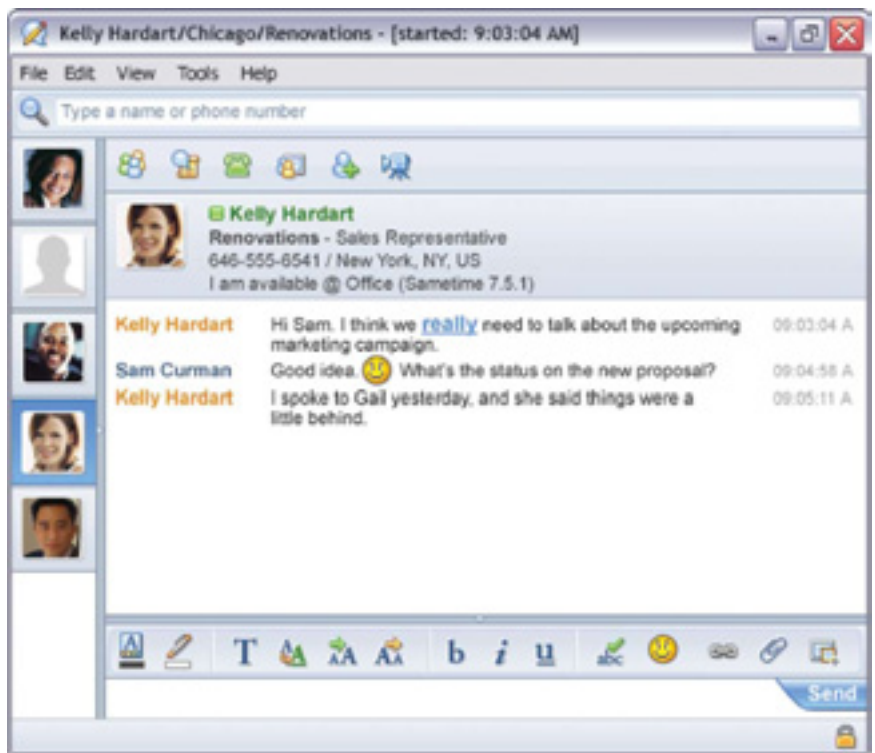 Kelly Hardart/Chicago/Renovations - [started: 9:03:04 AM]
File Edit View Tools Help
Type a name or phone number
Kelly Hardart
Renovations - Sales Representative
646-555-6541 / New York, NY, US
I am available @ Office (Sametime 7.5.1)
Kelly Hardart Hi Sam. I think we really need to talk about the upcoming 09:03:04 A
marketing campaign.
Sam Curman Good idea. What's the status on the new proposal? 09:04:58 A
Kelly Hardart I spoke to Gail yesterday, and she said things were a 09:05:11 A
little behind.
A T A AA AA b i u abc
Send